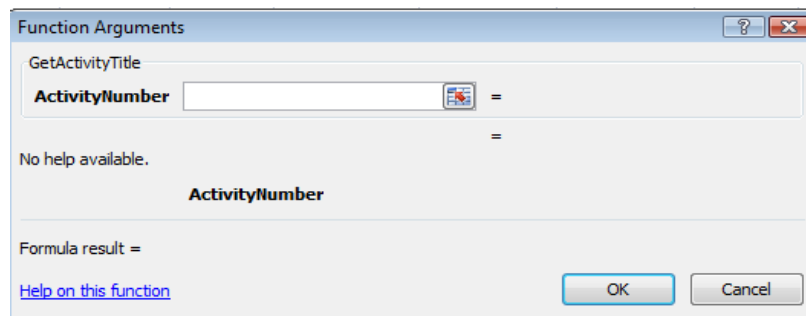 Function Arguments
GetActivityTitle
ActivityNumber =
=
No help available.
ActivityNumber
Formula result =
Help on this function OK Cancel